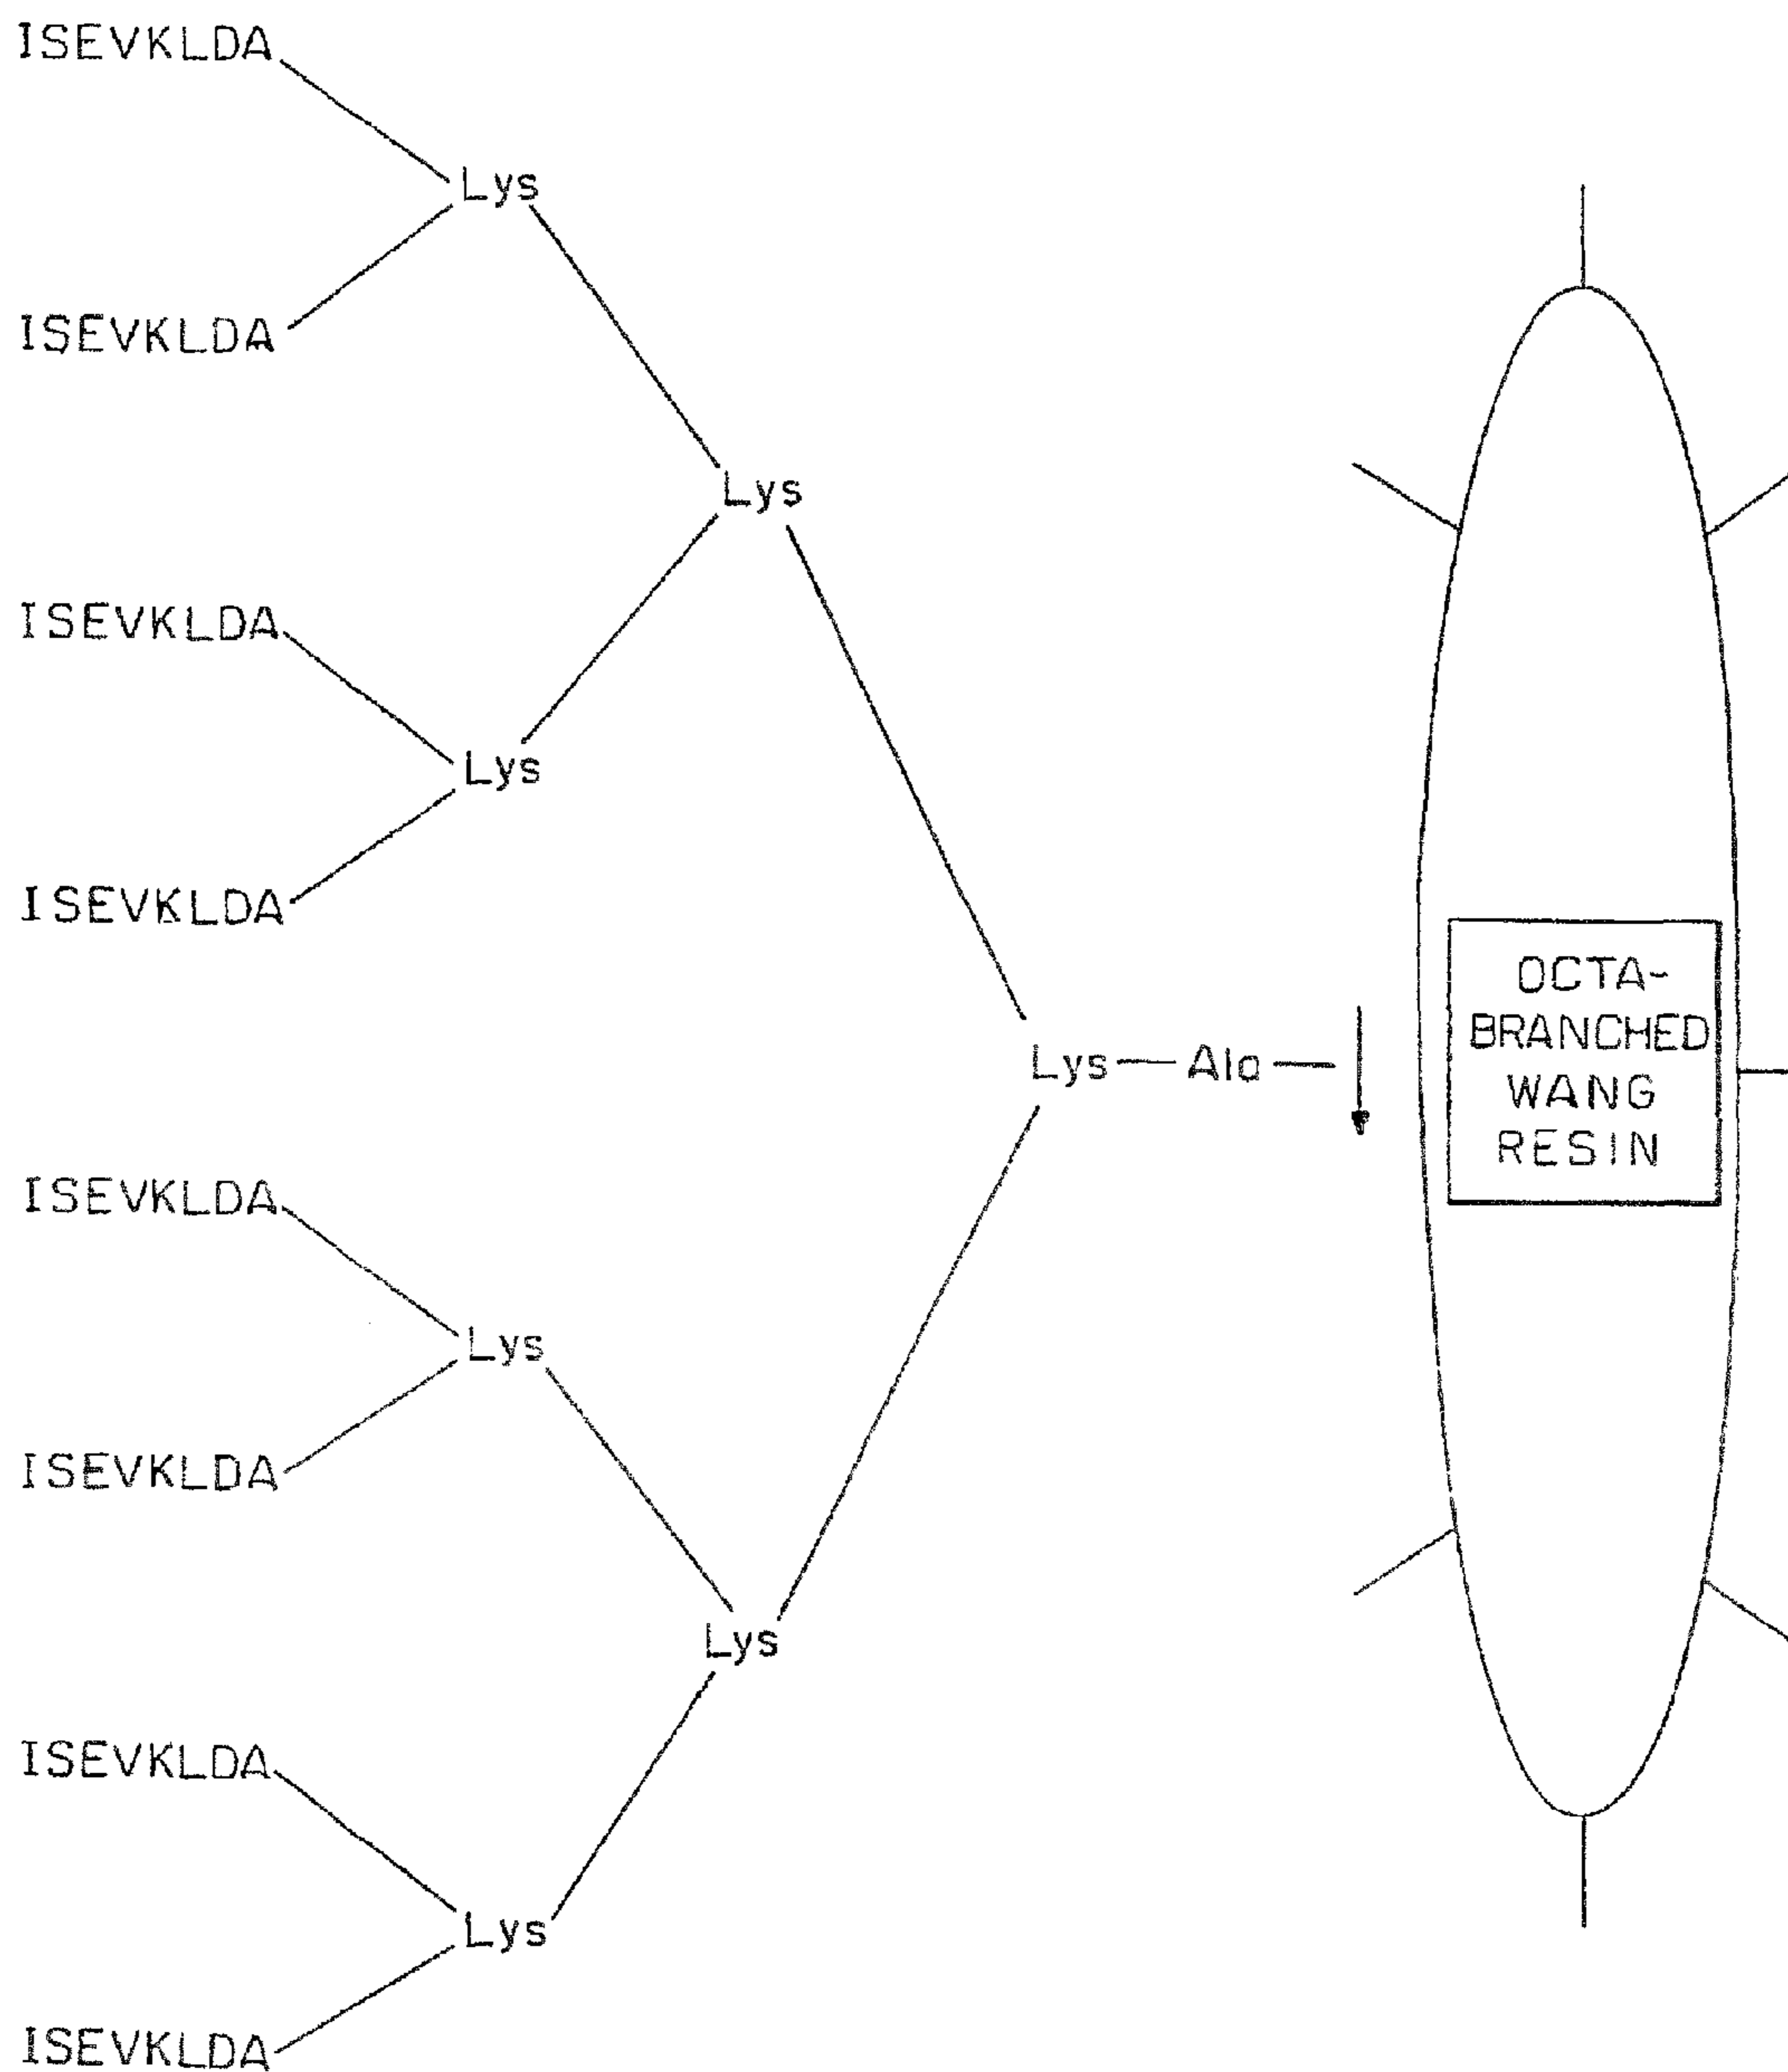 ISEVKLDA
Lys
ISEVKLDA
Lys
ISEVKLDA
Lys
ISEVKLDA
OCTA-
BRANCHED
WANG
RESIN
Lys — Ala —
ISEVKLDA
Lys
ISEVKLDA
Lys
ISEVKLDA
Lys
ISEVKLDA